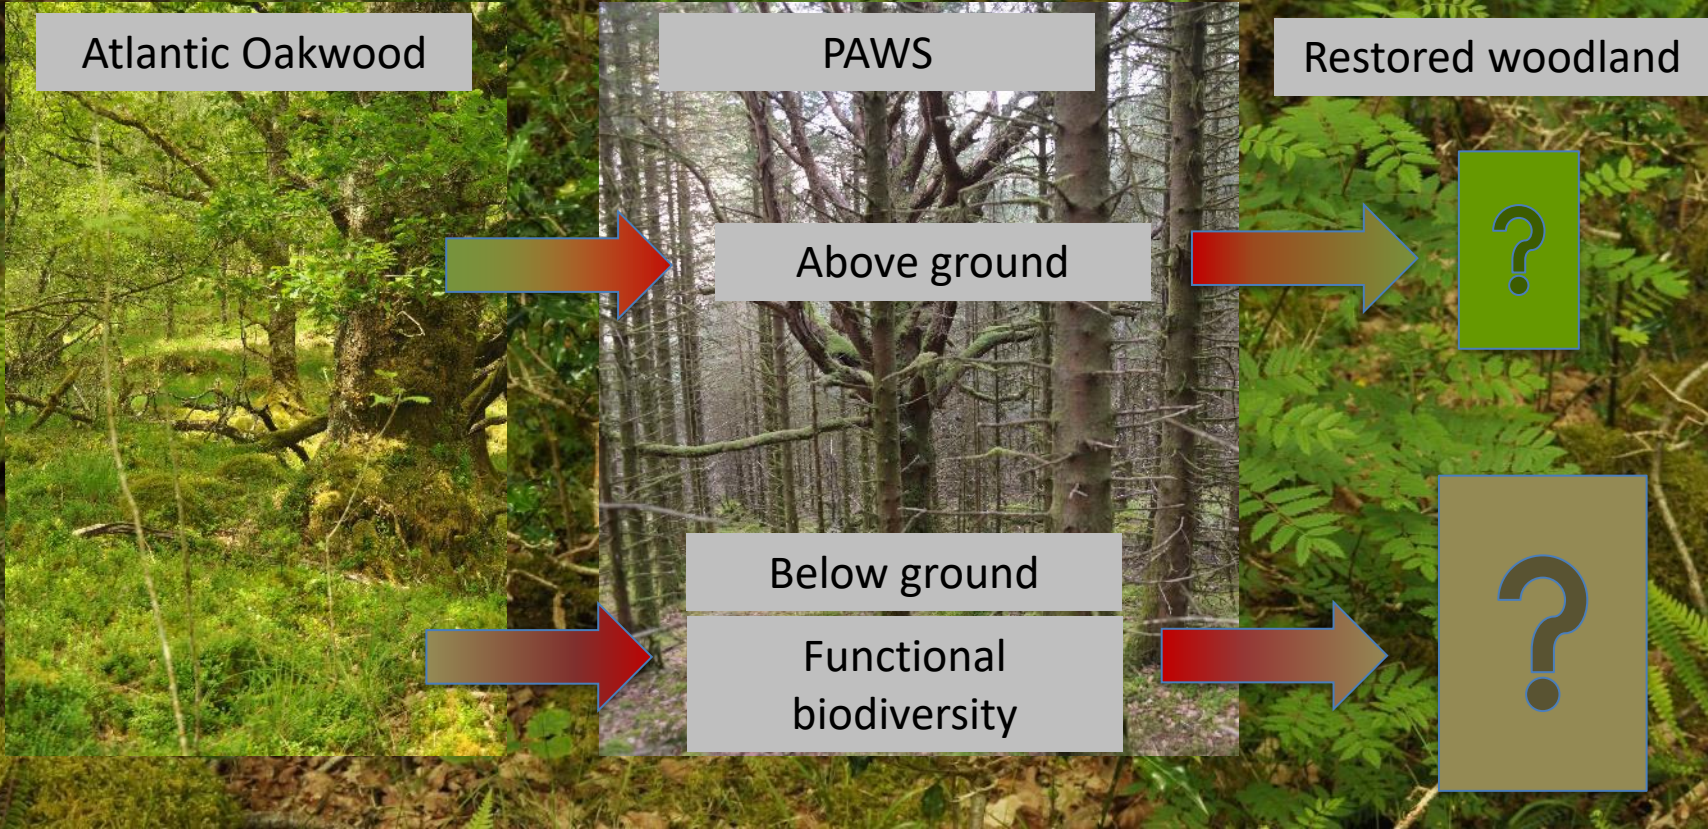 Atlantic Oakwood
PAWS
Restored woodland
Above ground
?
Below ground
Functional
biodiversity
?